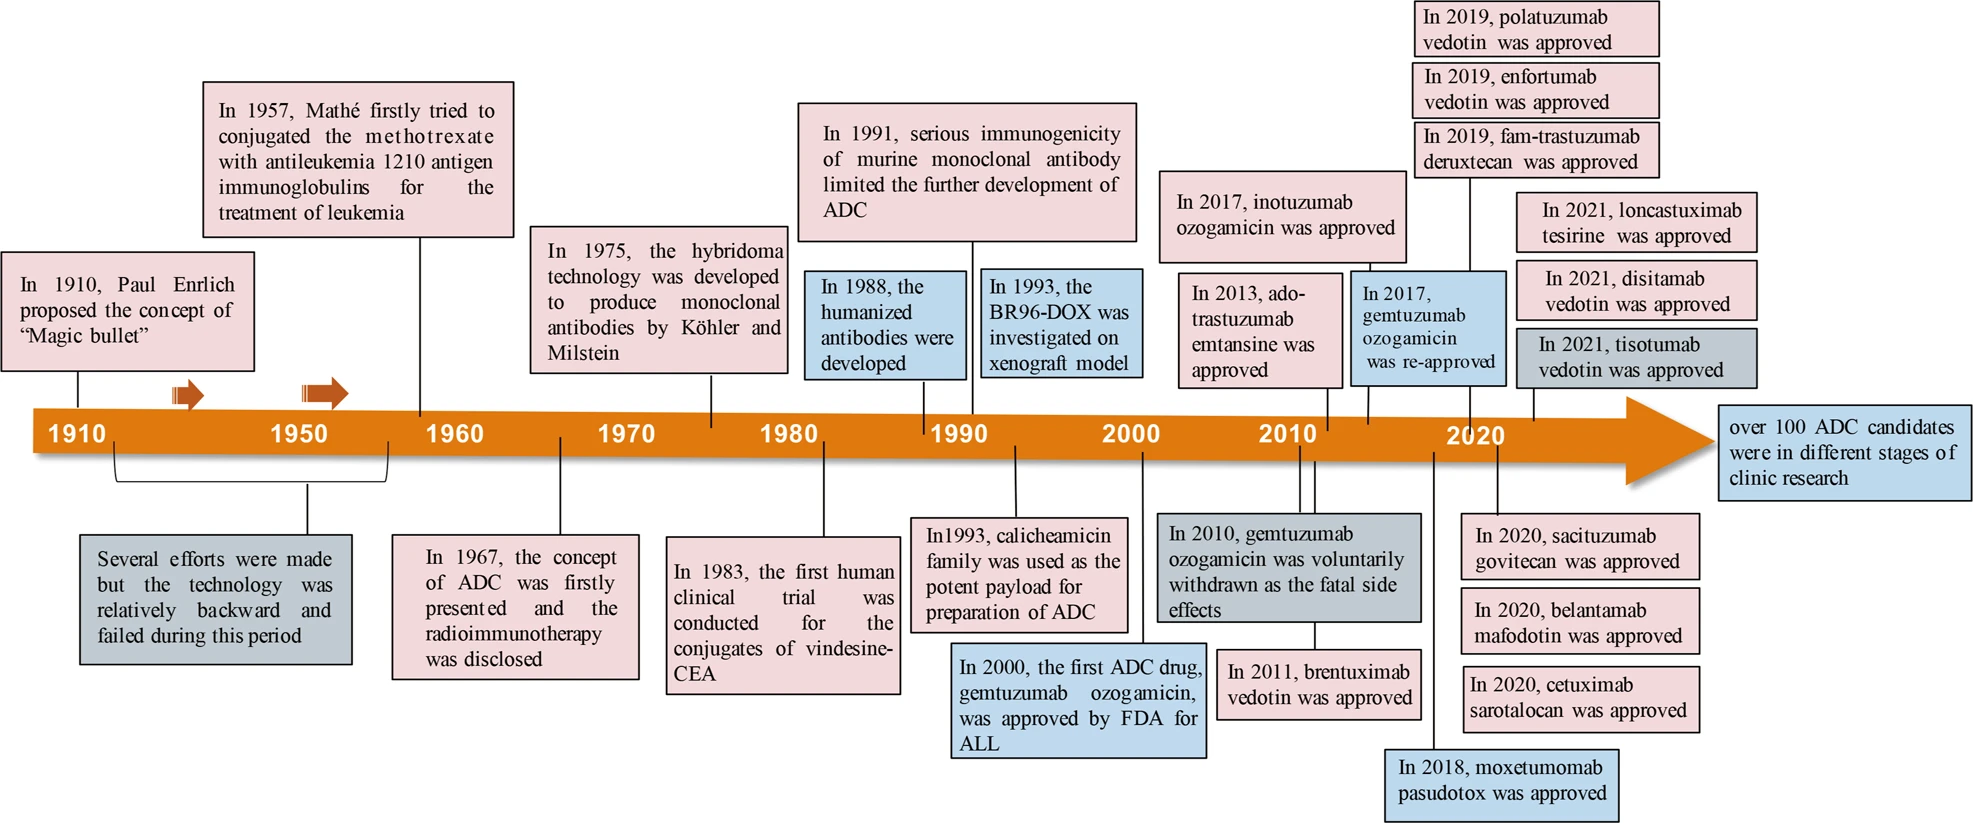 In 1910, Paul Enrlich
proposed the concept of
“Magic bullet”
In 1957, Mathé firstly tried to
conjugated the methotrexate
with antileukemia 1210 antigen
immunoglobulins for the
treatment of leukemia
In 1975, the hybridoma
technology was developed
to produce monoclonal
antibodies by Köhler and
Milstein
In 1991, serious immunogenicity
of murine monoclonal antibody
limited the further development of
ADC
In 1988, the
humanized
antibodies were
developed
In 1993, the
BR96-DOX was
investigated on
xenograft model
In 2017, inotuzumab
ozogamicin was approved
In 2013, ado-
trastuzumab
emtansine was
approved
In 2017,
gemtuzumab
ozogamicin
was re-approved
In 2019, polatuzumab
vedotin was approved
In 2019, enfortumab
vedotin was approved
In 2019, fam-trastuzumab
deruxtecan was approved
In 2021, loncastuximab
tesirine was approved
In 2021, disitamab
vedotin was approved
In 2021, tisotumab
vedotin was approved
1910 1950 1960 1970 1980 1990 2000 2010 2020
over 100 ADC candidates
were in different stages of
clinic research
Several efforts were made
but the technology was
relatively backward and
failed during this period
In 1967, the concept
of ADC was firstly
presented and the
radioimmunotherapy
was disclosed
In 1983, the first human
clinical trial was
conducted for the
conjugates of vindesine-
CEA
In1993, calicheamicin
family was used as the
potent payload for
preparation of ADC
In 2000, the first ADC drug,
gemtuzumab ozogamicin,
was approved by FDA for
ALL
In 2010, gemtuzumab
ozogamicin was voluntarily
withdrawn as the fatal side
effects
In 2011, brentuximab
vedotin was approved
In 2020, sacituzumab
govitecan was approved
In 2020, belantamab
mafodotin was approved
In 2020, cetuximab
sarotalocan was approved
In 2018, moxetumomab
pasudotox was approved